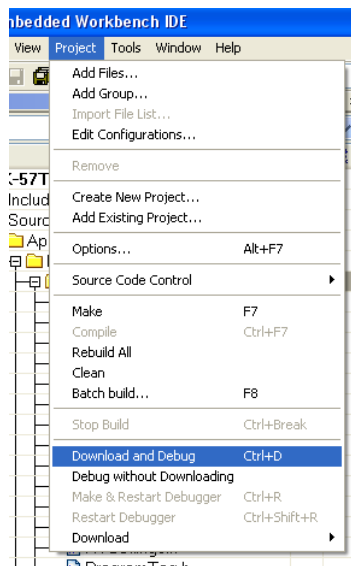 mbedded Workbench IDE
View Project Tools Window Help
Add Files...
Add Group...
Import File List...
Edit Configurations...
Remove
-57T
Create New Project...
Includ
Add Existing Project...
Sourc
Ap
Options... Alt+F7
Source Code Control
Make F7
Compile Ctrl+F7
Rebuild All
Clean
Batch build... F8
Stop Build Ctrl+Break
Download and Debug Ctrl+D
Debug without Downloading
Make & Restart Debugger Ctrl+R
Restart Debugger Ctrl+Shift+R
Download